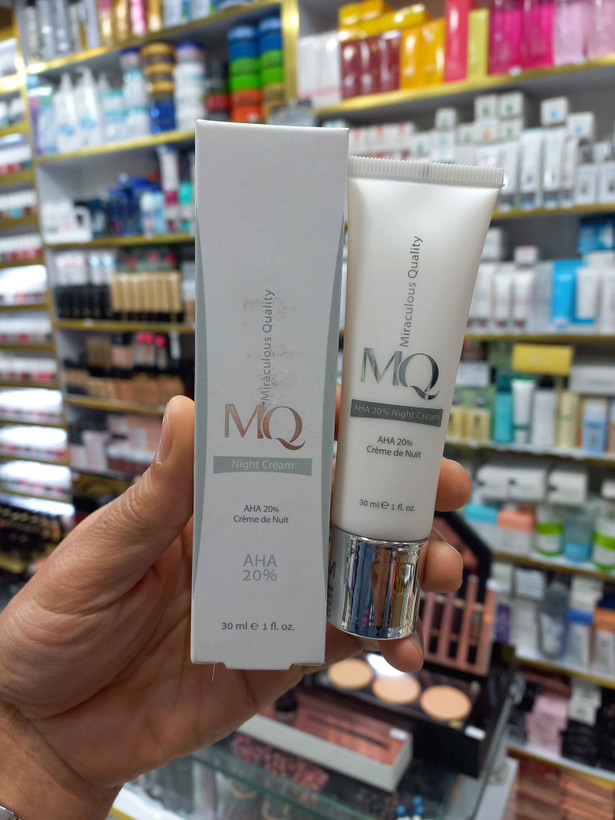 Miraculous Quality
MQ
Night Cream
AHA 20%
Crème de Nuit
AHA
20%
30 ml ℮ 1 fl. oz.
Miraculous Quality
MQ
AHA 20% Night Cream
AHA 20%
Crème de Nuit
30 ml ℮ 1 fl. oz.